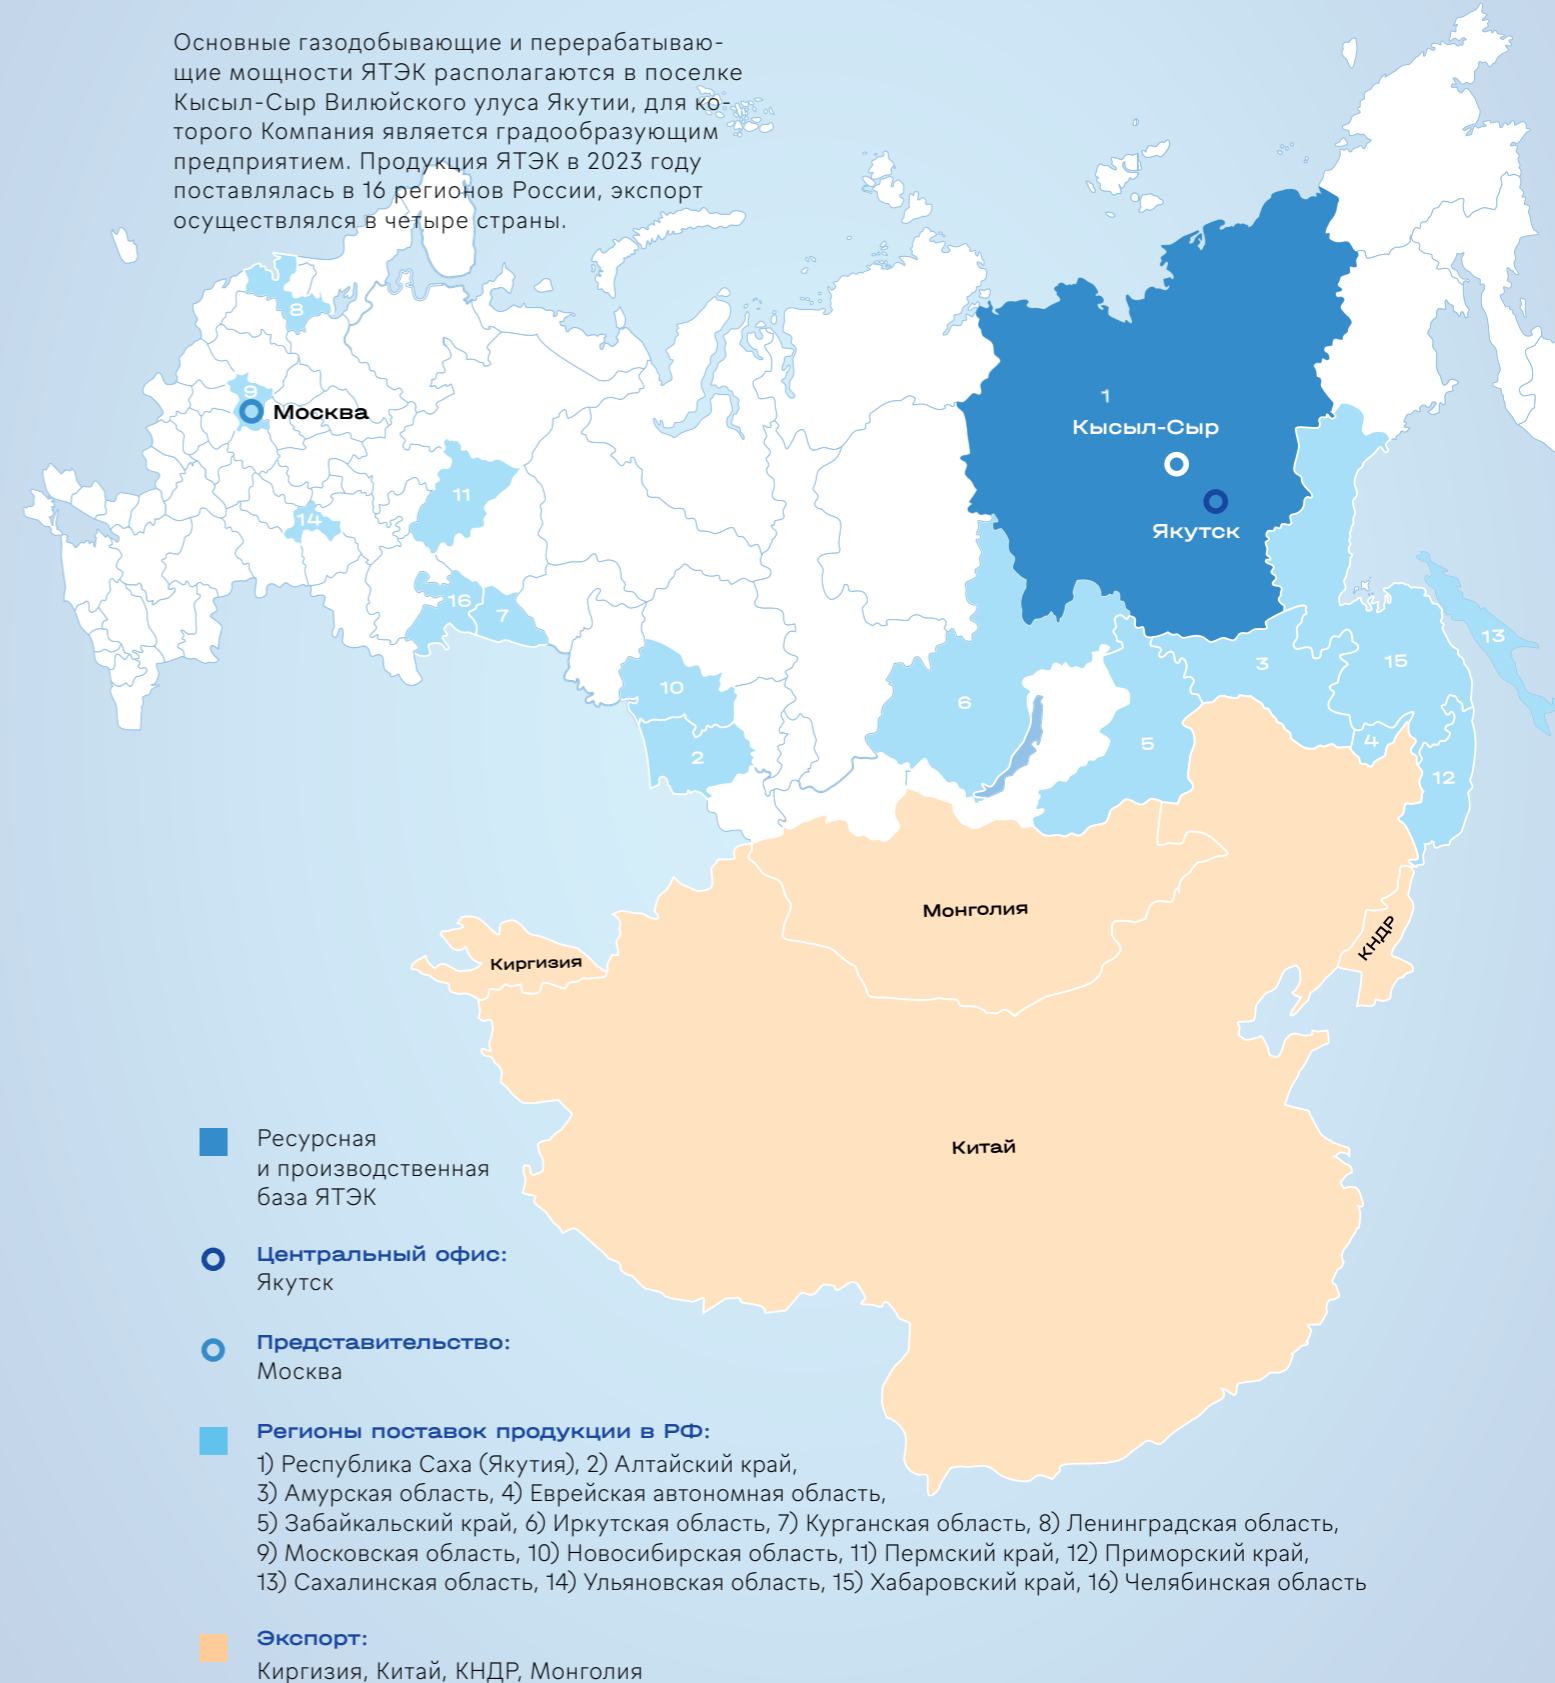 Основные газодобывающие и перерабатываю-
щие мощности ЯТЭК располагаются в поселке
Кысыл-Сыр Вилюйского улуса Якутии, для ко-
торого Компания является градообразующим
предприятием. Продукция ЯТЭК в 2023 году
поставлялась в 16 регионов России, экспорт
осуществлялся в четыре страны.
8
9
Москва
1
Кысыл-Сыр
Якутск
11
14
16
7
13
15
3
10
6
5
4
2
12
Монголия
КНДР
Киргизия
Китай
Ресурсная
и производственная
база ЯТЭК
Центральный офис:
Якутск
Представительство:
Москва
Регионы поставок продукции в РФ:
1) Республика Саха (Якутия), 2) Алтайский край,
3) Амурская область, 4) Еврейская автономная область,
5) Забайкальский край, 6) Иркутская область, 7) Курганская область, 8) Ленинградская область,
9) Московская область, 10) Новосибирская область, 11) Пермский край, 12) Приморский край,
13) Сахалинская область, 14) Ульяновская область, 15) Хабаровский край, 16) Челябинская область
Экспорт:
Киргизия, Китай, КНДР, Монголия